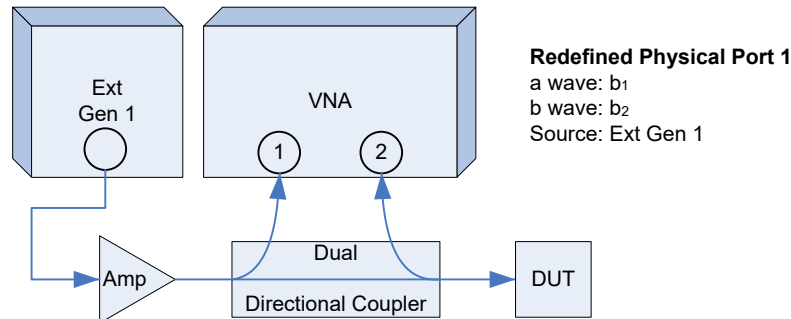 Ext
Gen 1
VNA
1
2
Redefined Physical Port 1
a wave: b1
b wave: b2
Source: Ext Gen 1
Amp
Dual
Directional Coupler
DUT